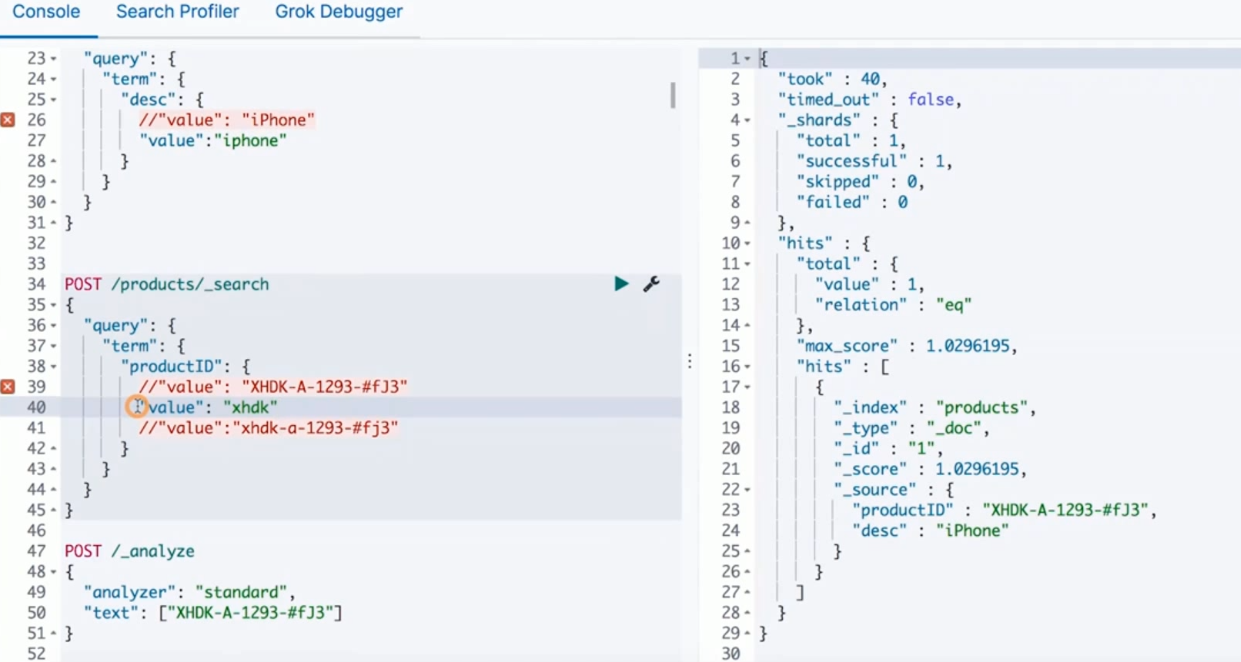 Console Search Profiler Grok Debugger
23 "query": {
24 "term": {
25 "desc": {
26 //"value": "iPhone"
27 "value":"iphone"
28 }
29 }
30 }
31 }
32
33
34 POST /products/_search
35 {
36 "query": {
37 "term": {
38 "productID": {
39 //"value": "XHDK-A-1293-#fJ3"
40 "value": "xhdk"
41 //"value":"xhdk-a-1293-#fj3"
42 }
43 }
44 }
45 }
46
47 POST /_analyze
48 {
49 "analyzer": "standard",
50 "text": ["XHDK-A-1293-#fJ3"]
51 }
52
1 {
2 "took" : 40,
3 "timed_out" : false,
4 "_shards" : {
5 "total" : 1,
6 "successful" : 1,
7 "skipped" : 0,
8 "failed" : 0
9 },
10 "hits" : {
11 "total" : {
12 "value" : 1,
13 "relation" : "eq"
14 },
15 "max_score" : 1.0296195,
16 "hits" : [
17 {
18 "_index" : "products",
19 "_type" : "_doc",
20 "_id" : "1",
21 "_score" : 1.0296195,
22 "_source" : {
23 "productID" : "XHDK-A-1293-#fJ3",
24 "desc" : "iPhone"
25 }
26 }
27 ]
28 }
29 }
30